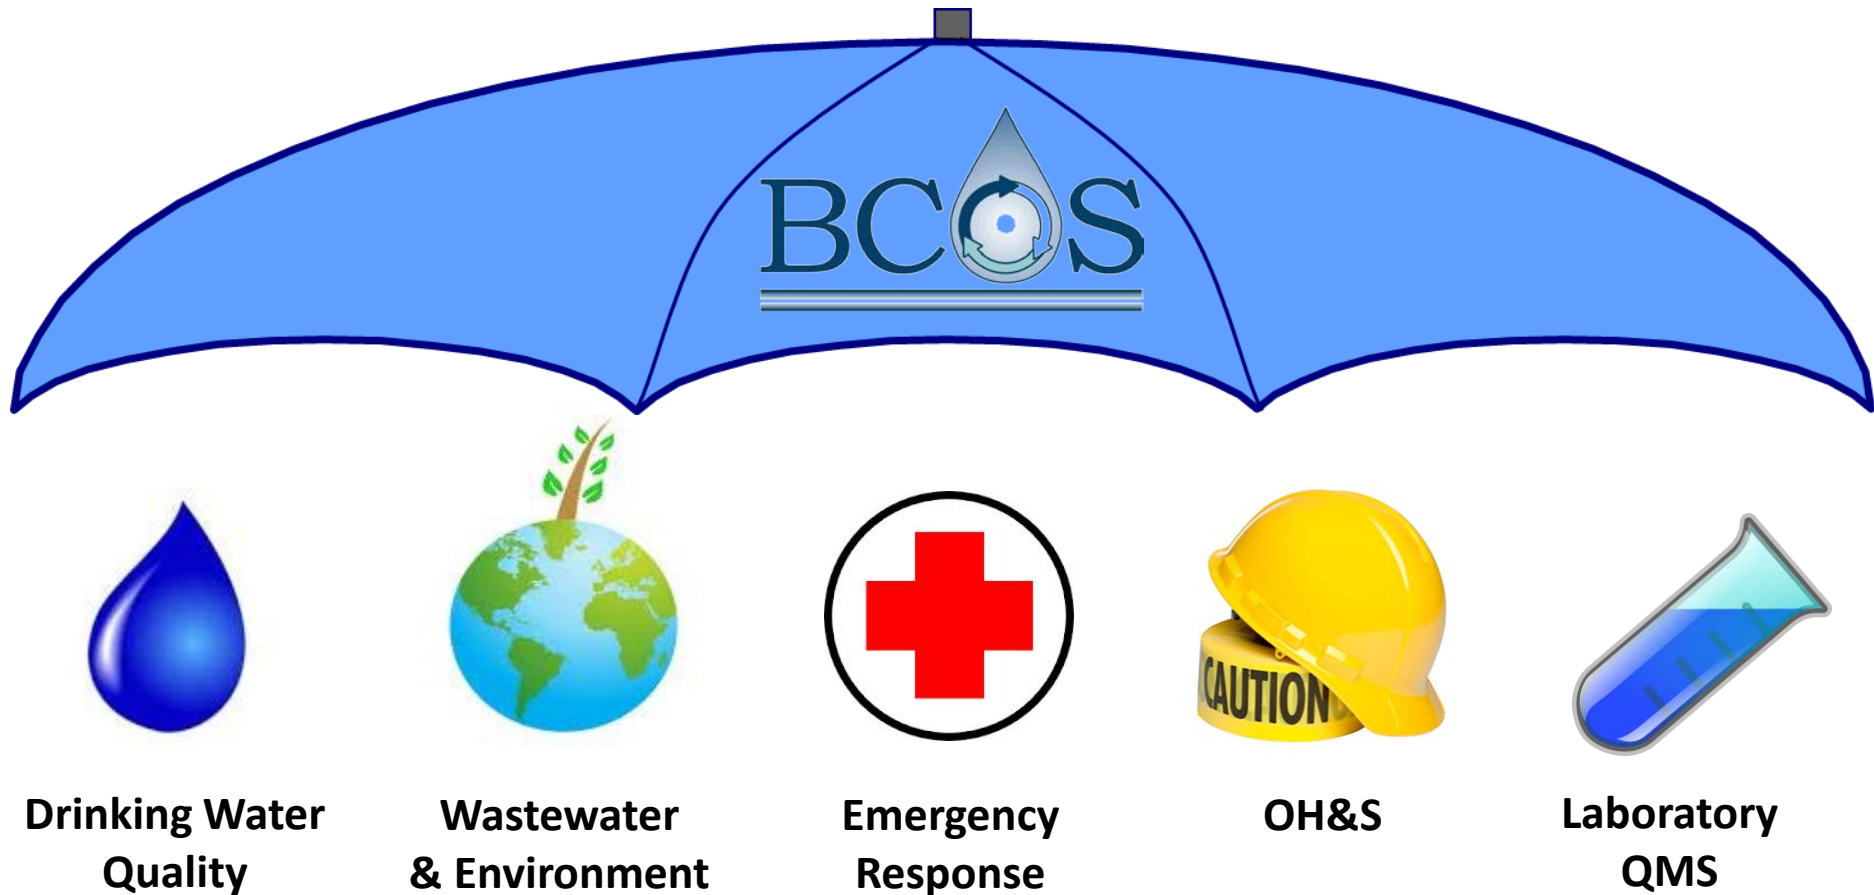 BCOS
CAUTION
Drinking Water
Quality
Wastewater
& Environment
Emergency
Response
OH&S
Laboratory
QMS